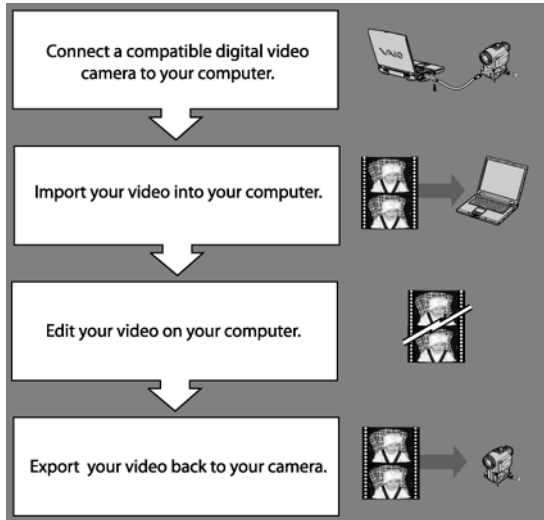 Connect a compatible digital video
camera to your computer.
VAIO
Import your video into your computer.
Edit your video on your computer.
Export your video back to your camera.